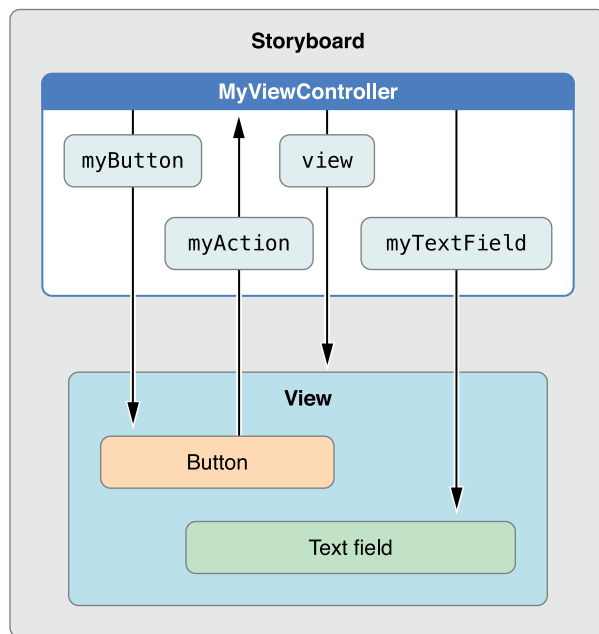 Storyboard
MyViewController
myButton
view
myAction
myTextField
View
Button
Text field